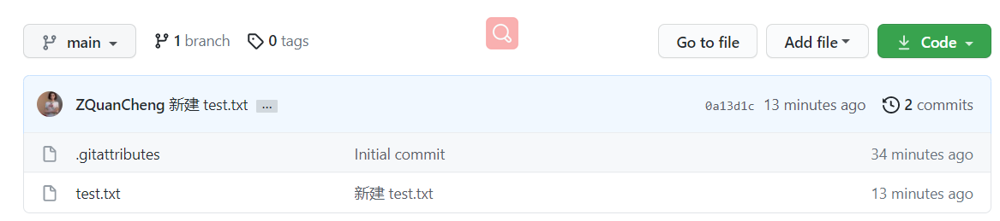 main 1 branch 0 tags Go to file Add file Code
ZQuanCheng 新建 test.txt ... 0a13d1c 13 minutes ago 2 commits
.gitattributes Initial commit 34 minutes ago
test.txt 新建 test.txt 13 minutes ago